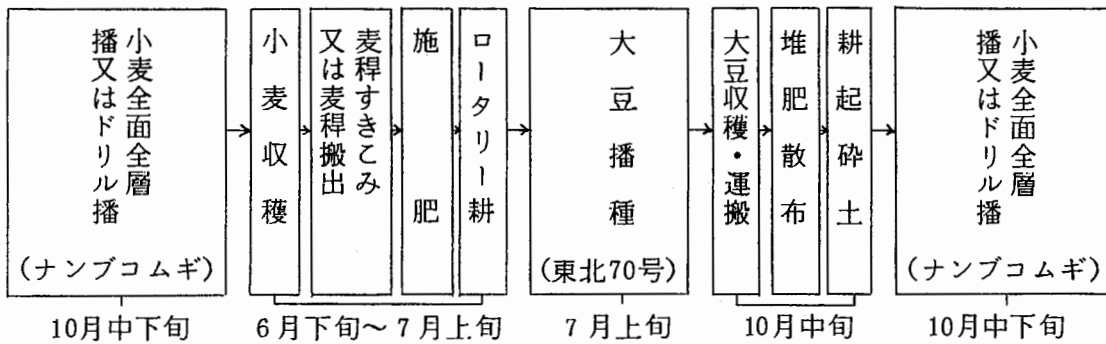 小麦全面全層
播又はドリル播
(ナンブコムギ)
小麦収穫
麦稈すきこみ
又は麦稈搬出
施肥
ロータリー耕
大豆播種
(東北70号)
大豆収穫・運搬
堆肥散布
耕起砕土
小麦全面全層
播又はドリル播
(ナンブコムギ)
10月中下旬
6月下旬～7月上旬
7月上旬
10月中旬
10月中下旬